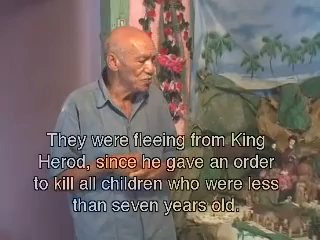 They were fleeing from King
Herod, since he gave an order
to kill all children who were less
than seven years old.